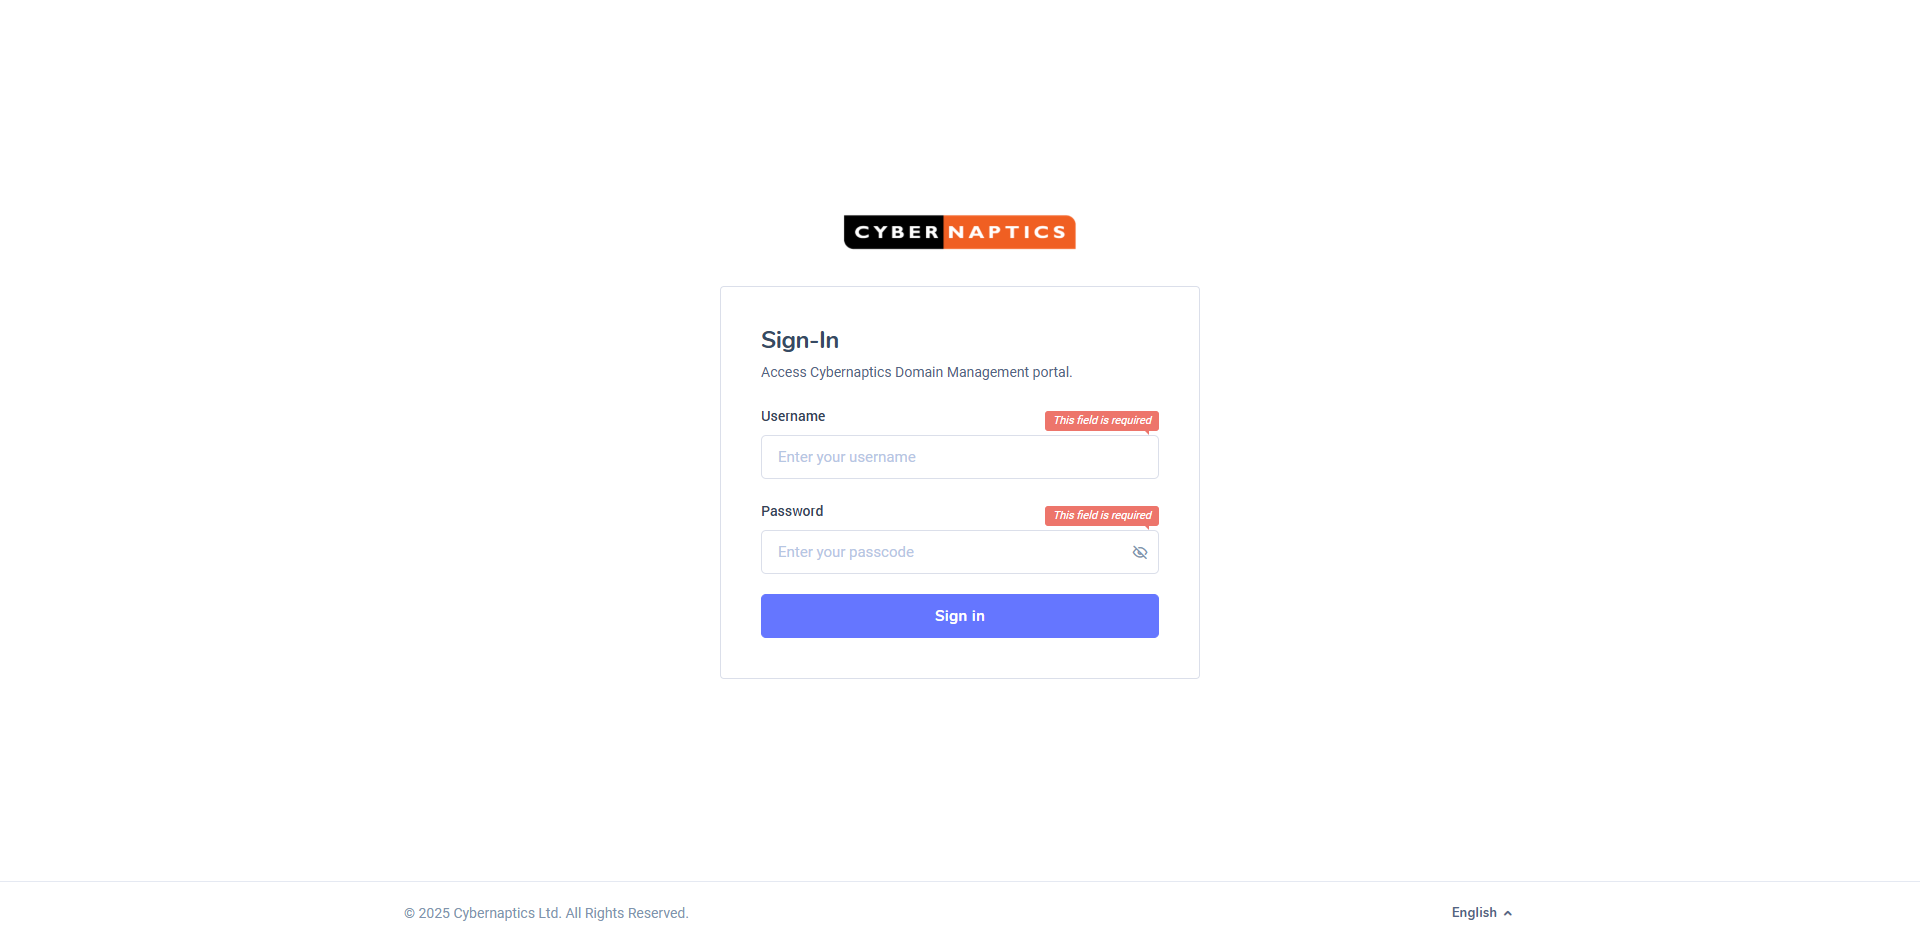 CYBERNAPTICS
Sign-In
Access Cybernaptics Domain Management portal.
Username
This field is required
Enter your username
Password
This field is required
Enter your passcode
Sign in
© 2025 Cybernaptics Ltd. All Rights Reserved.
English